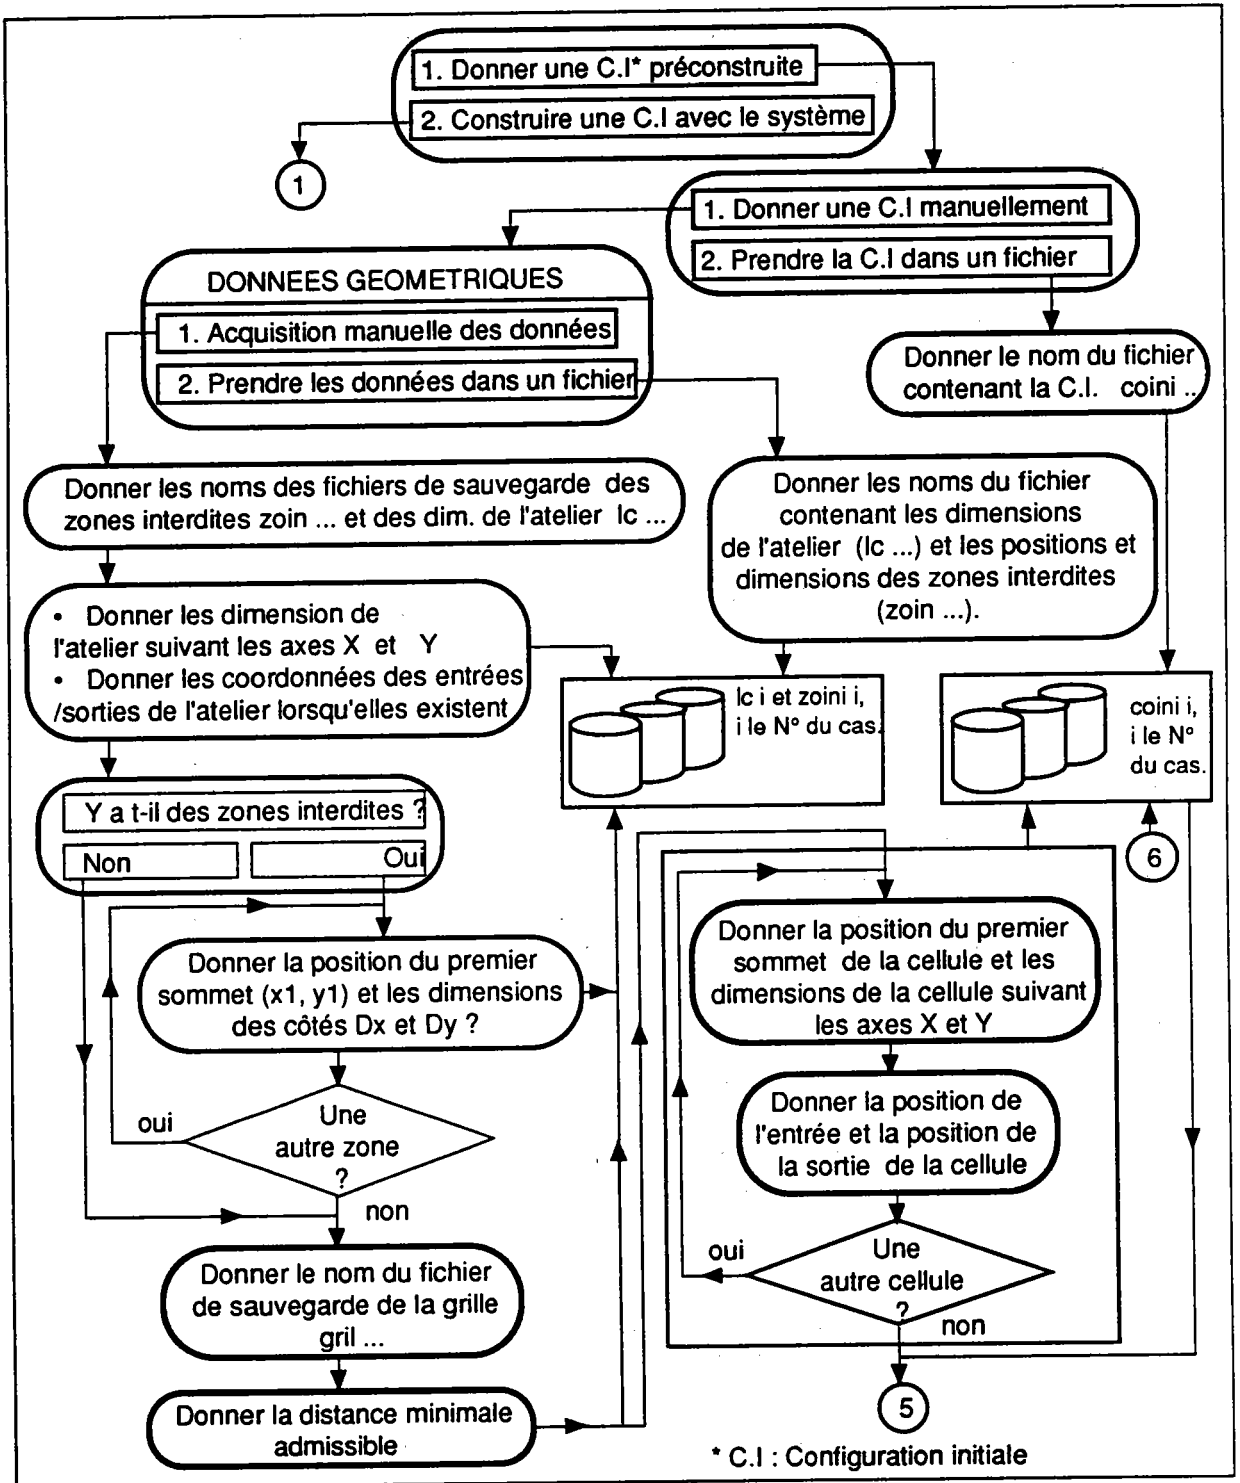 1. Donner une C.I* préconstruite
2. Construire une C.I avec le système
1
1. Donner une C.I manuellement
2. Prendre la C.I dans un fichier
DONNEES GEOMETRIQUES
1. Acquisition manuelle des données
2. Prendre les données dans un fichier
Donner le nom du fichier
contenant la C.I. coini ..
Donner les noms des fichiers de sauvegarde des
zones interdites zoin ... et des dim. de l'atelier lc ...
Donner les noms du fichier
contenant les dimensions
de l'atelier (lc ...) et les positions et
dimensions des zones interdites
(zoin ...).
• Donner les dimension de
l'atelier suivant les axes X et Y
• Donner les coordonnées des entrées
/sorties de l'atelier lorsqu'elles existent
lc i et zoini i,
i le N° du cas.
coini i,
i le N°
du cas.
Y a t-il des zones interdites ?
Non
Oui
6
Donner la position du premier
sommet (x1, y1) et les dimensions
des côtés Dx et Dy ?
Donner la position du premier
sommet de la cellule et les
dimensions de la cellule suivant
les axes X et Y
oui
Une
autre zone
?
non
Donner la position de
l'entrée et la position de
la sortie de la cellule
oui
Une
autre cellule
?
non
Donner le nom du fichier
de sauvegarde de la grille
gril ...
Donner la distance minimale
admissible
5
* C.I : Configuration initiale